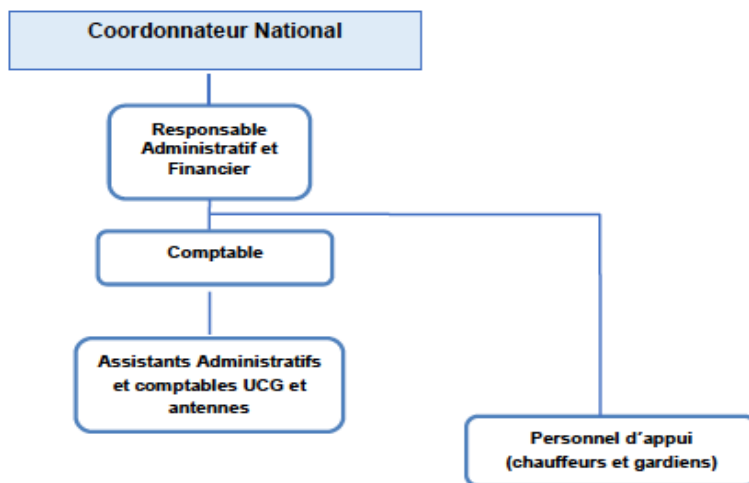 Coordonnateur National
Responsable
Administratif et
Financier
Comptable
Assistants Administratifs
et comptables UCG et
antennes
Personnel d´appui
(chauffeurs et gardiens)